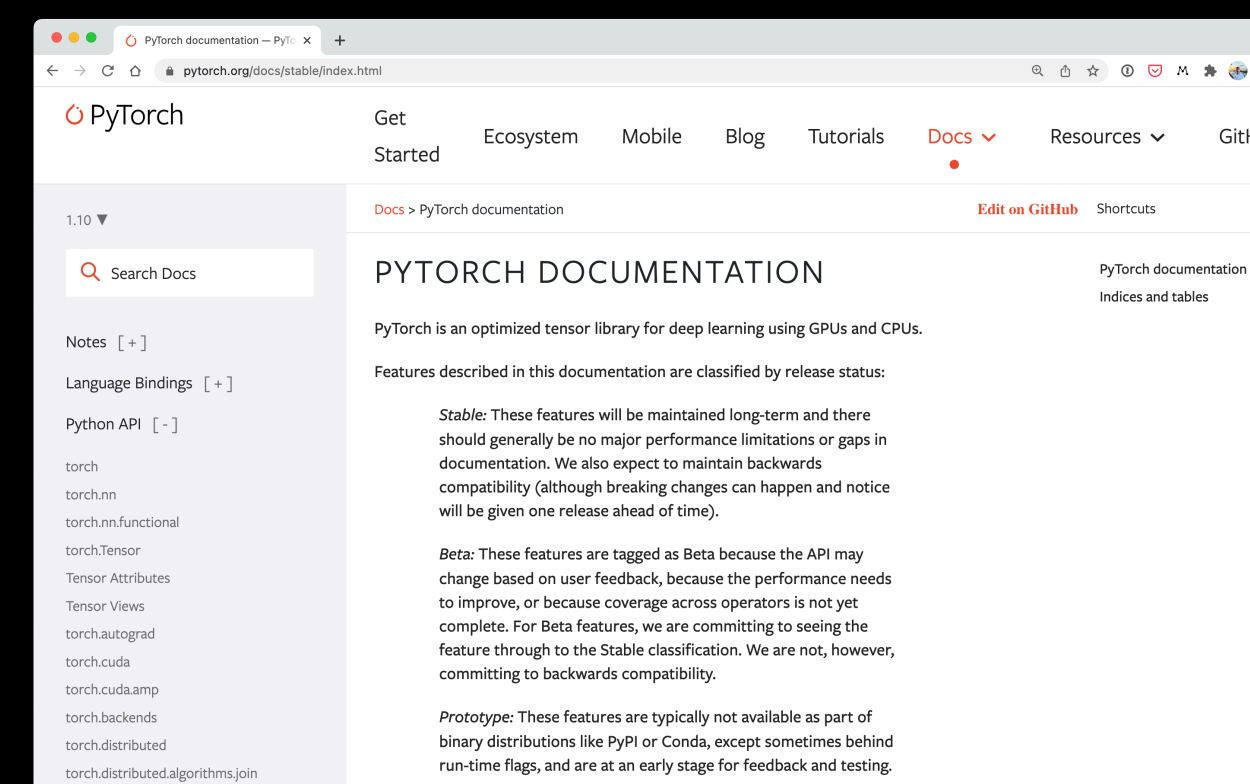 PyTorch documentation — PyTo
pytorch.org/docs/stable/index.html
PyTorch
Get Started
Ecosystem
Mobile
Blog
Tutorials
Docs
Resources
GitH
1.10 ▼
Search Docs
Notes [ + ]
Language Bindings [ + ]
Python API [ - ]
torch
torch.nn
torch.nn.functional
torch.Tensor
Tensor Attributes
Tensor Views
torch.autograd
torch.cuda
torch.cuda.amp
torch.backends
torch.distributed
torch.distributed.algorithms.join
Docs > PyTorch documentation
Edit on GitHub
Shortcuts
PYTORCH DOCUMENTATION
PyTorch is an optimized tensor library for deep learning using GPUs and CPUs.
Features described in this documentation are classified by release status:
Stable: These features will be maintained long-term and there
should generally be no major performance limitations or gaps in
documentation. We also expect to maintain backwards
compatibility (although breaking changes can happen and notice
will be given one release ahead of time).
Beta: These features are tagged as Beta because the API may
change based on user feedback, because the performance needs
to improve, or because coverage across operators is not yet
complete. For Beta features, we are committing to seeing the
feature through to the Stable classification. We are not, however,
committing to backwards compatibility.
Prototype: These features are typically not available as part of
binary distributions like PyPI or Conda, except sometimes behind
run-time flags, and are at an early stage for feedback and testing.
PyTorch documentation
Indices and tables